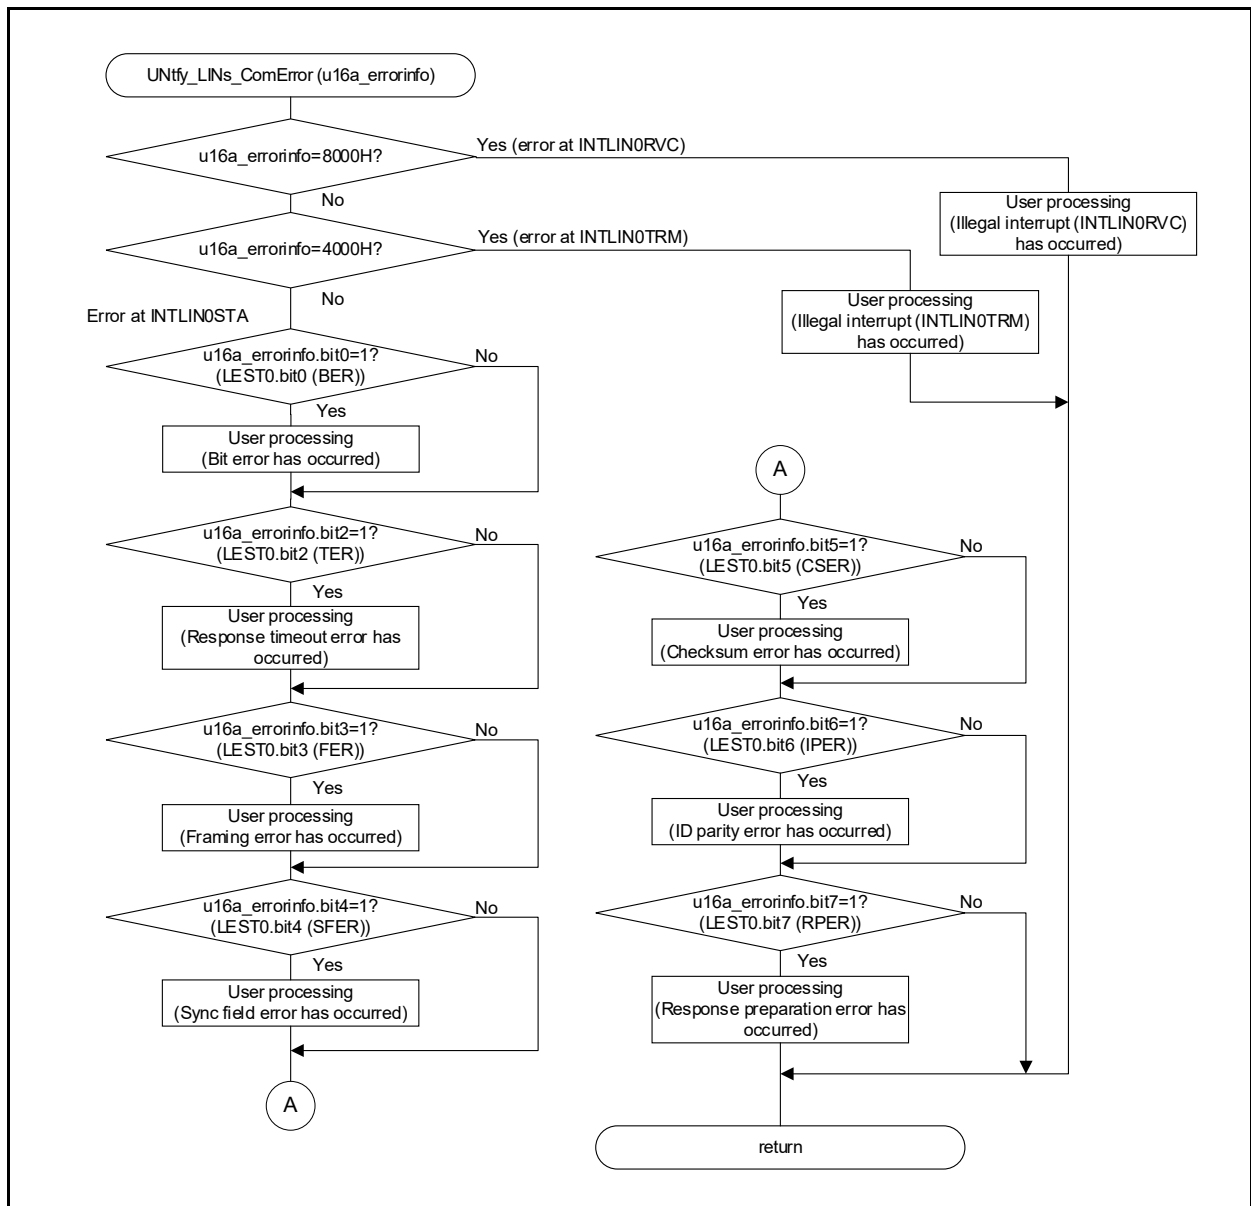 UNtfy_LINs_ComError (u16a_errorinfo)
u16a_errorinfo=8000H?
Yes (error at INTLIN0RVC)
No
User processing
(Illegal interrupt (INTLIN0RVC)
has occurred)
u16a_errorinfo=4000H?
Yes (error at INTLIN0TRM)
No
User processing
(Illegal interrupt (INTLIN0TRM)
has occurred)
Error at INTLIN0STA
u16a_errorinfo.bit0=1?
(LEST0.bit0 (BER))
No
Yes
User processing
(Bit error has occurred)
u16a_errorinfo.bit2=1?
(LEST0.bit2 (TER))
No
Yes
User processing
(Response timeout error has
occurred)
u16a_errorinfo.bit3=1?
(LEST0.bit3 (FER))
No
Yes
User processing
(Framing error has occurred)
u16a_errorinfo.bit4=1?
(LEST0.bit4 (SFER))
No
Yes
User processing
(Sync field error has occurred)
A
A
u16a_errorinfo.bit5=1?
(LEST0.bit5 (CSER))
No
Yes
User processing
(Checksum error has occurred)
u16a_errorinfo.bit6=1?
(LEST0.bit6 (IPER))
No
Yes
User processing
(ID parity error has occurred)
u16a_errorinfo.bit7=1?
(LEST0.bit7 (RPER))
No
Yes
User processing
(Response preparation error has
occurred)
return